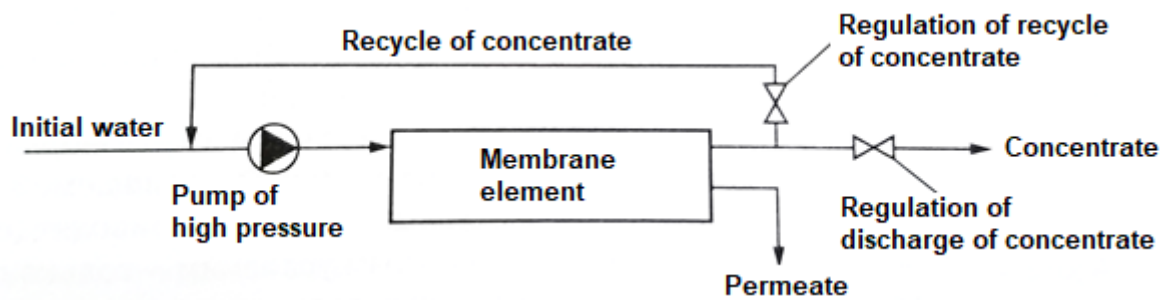 Recycle of concentrate
Regulation of recycle
of concentrate
Initial water
Pump of
high pressure
Membrane
element
Concentrate
Regulation of
discharge of concentrate
Permeate